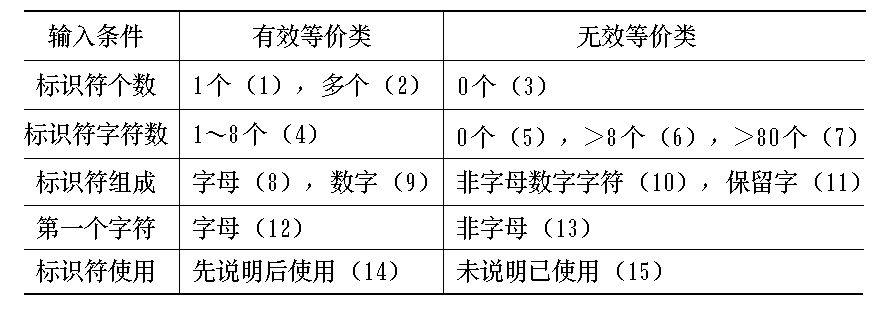 输入条件 有效等价类 无效等价类
标识符个数 1个（1），多个（2） 0个（3）
标识符字符数 1～8个（4） 0个（5），>8个（6），>80个（7）
标识符组成 字母（8），数字（9） 非字母数字字符（10），保留字（11）
第一个字符 字母（12） 非字母（13）
标识符使用 先说明后使用（14） 未说明已使用（15）